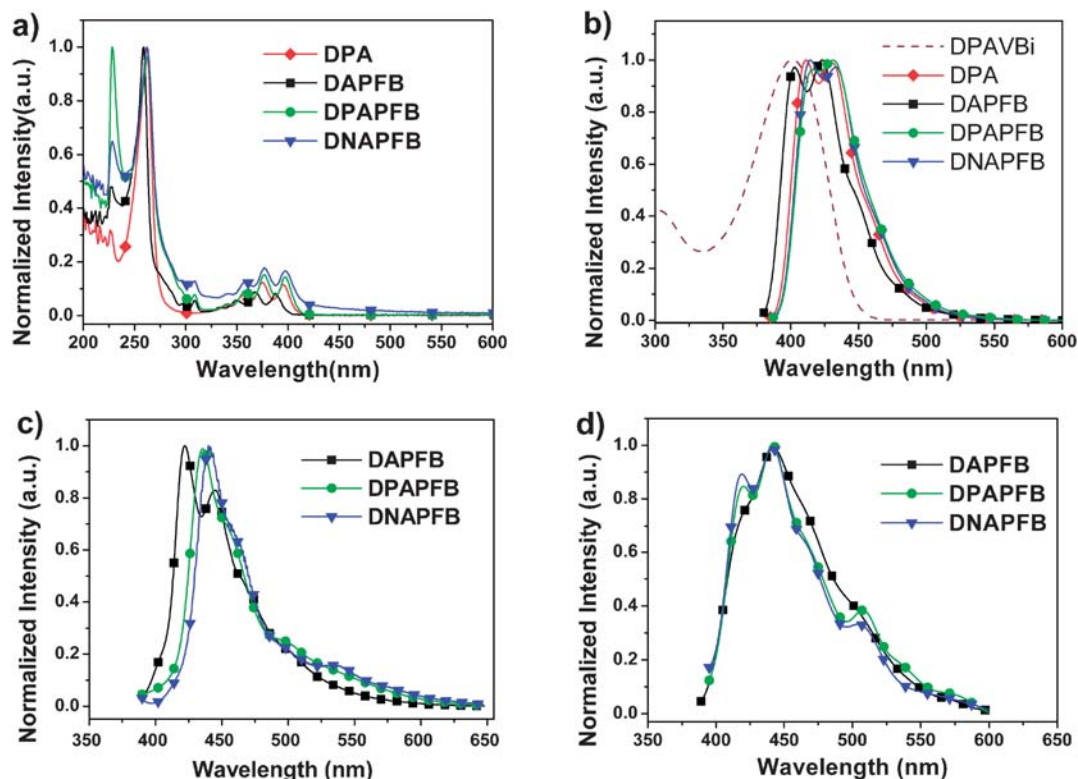 a)
Normalized Intensity(a.u.)
1.0
0.8
0.6
0.4
0.2
0.0
DPA
DAPFB
DPAPFB
DNAPFB
200 250 300 350 400 450 500 550 600
Wavelength(nm)
b)
Normalized Intensity (a.u.)
1.0
0.8
0.6
0.4
0.2
0.0
DPAVBi
DPA
DAPFB
DPAPFB
DNAPFB
300 350 400 450 500 550 600
Wavelength (nm)
c)
Normalized Intensity (a.u.)
1.0
0.8
0.6
0.4
0.2
0.0
DAPFB
DPAPFB
DNAPFB
350 400 450 500 550 600 650
Wavelength (nm)
d)
Normalized Intensity (a.u.)
1.0
0.8
0.6
0.4
0.2
0.0
DAPFB
DPAPFB
DNAPFB
350 400 450 500 550 600 650
Wavelength (nm)